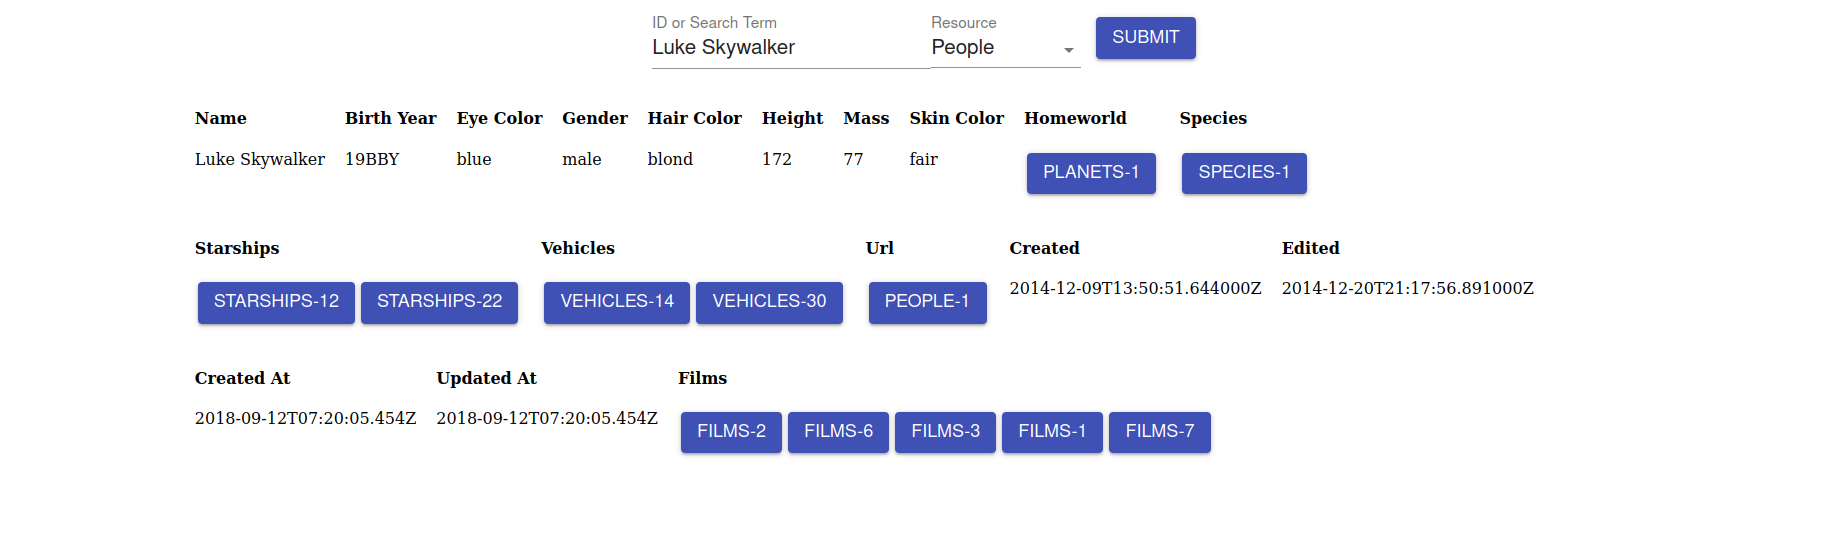 ID or Search Term Resource
Luke Skywalker People SUBMIT
Name Birth Year Eye Color Gender Hair Color Height Mass Skin Color Homeworld Species
Luke Skywalker 19BBY blue male blond 172 77 fair PLANETS-1 SPECIES-1
Starships Vehicles Url Created Edited
STARSHIPS-12 STARSHIPS-22 VEHICLES-14 VEHICLES-30 PEOPLE-1 2014-12-09T13:50:51.644000Z 2014-12-20T21:17:56.891000Z
Created At Updated At Films
2018-09-12T07:20:05.454Z 2018-09-12T07:20:05.454Z FILMS-2 FILMS-6 FILMS-3 FILMS-1 FILMS-7